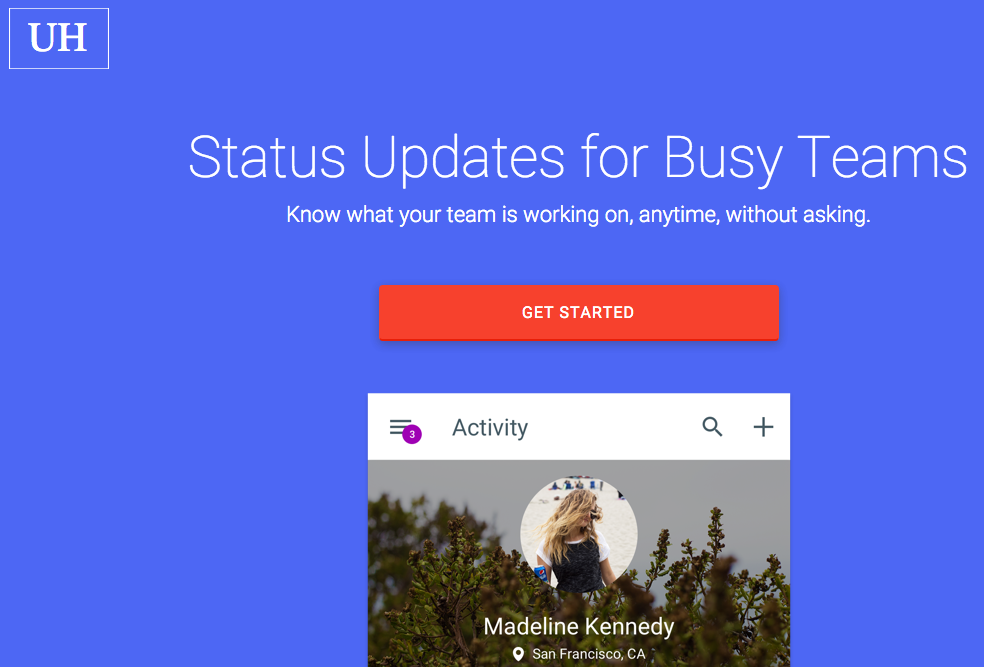 UH
Status Updates for Busy Teams
Know what your team is working on, anytime, without asking.
GET STARTED
3
Activity
Madeline Kennedy
San Francisco, CA